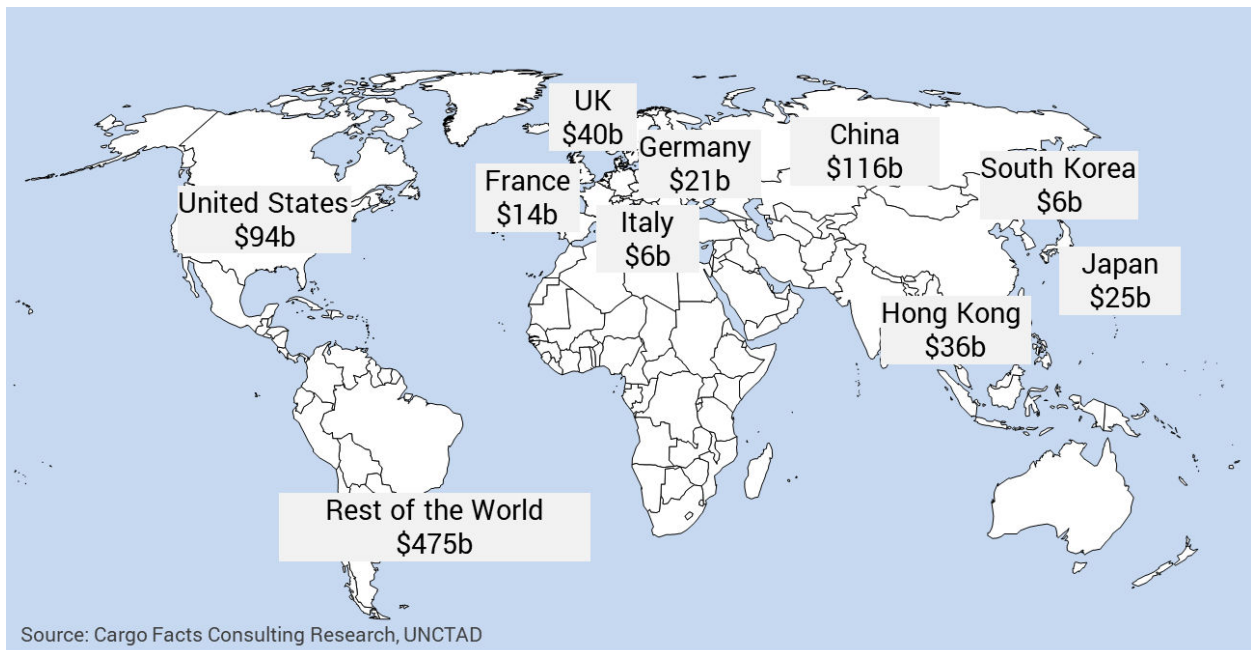 UK
$40b
China
$116b
Germany
$21b
South Korea
$6b
France
$14b
United States
$94b
Italy
$6b
Japan
$25b
Hong Kong
$36b
Rest of the World
$475b
Source: Cargo Facts Consulting Research, UNCTAD